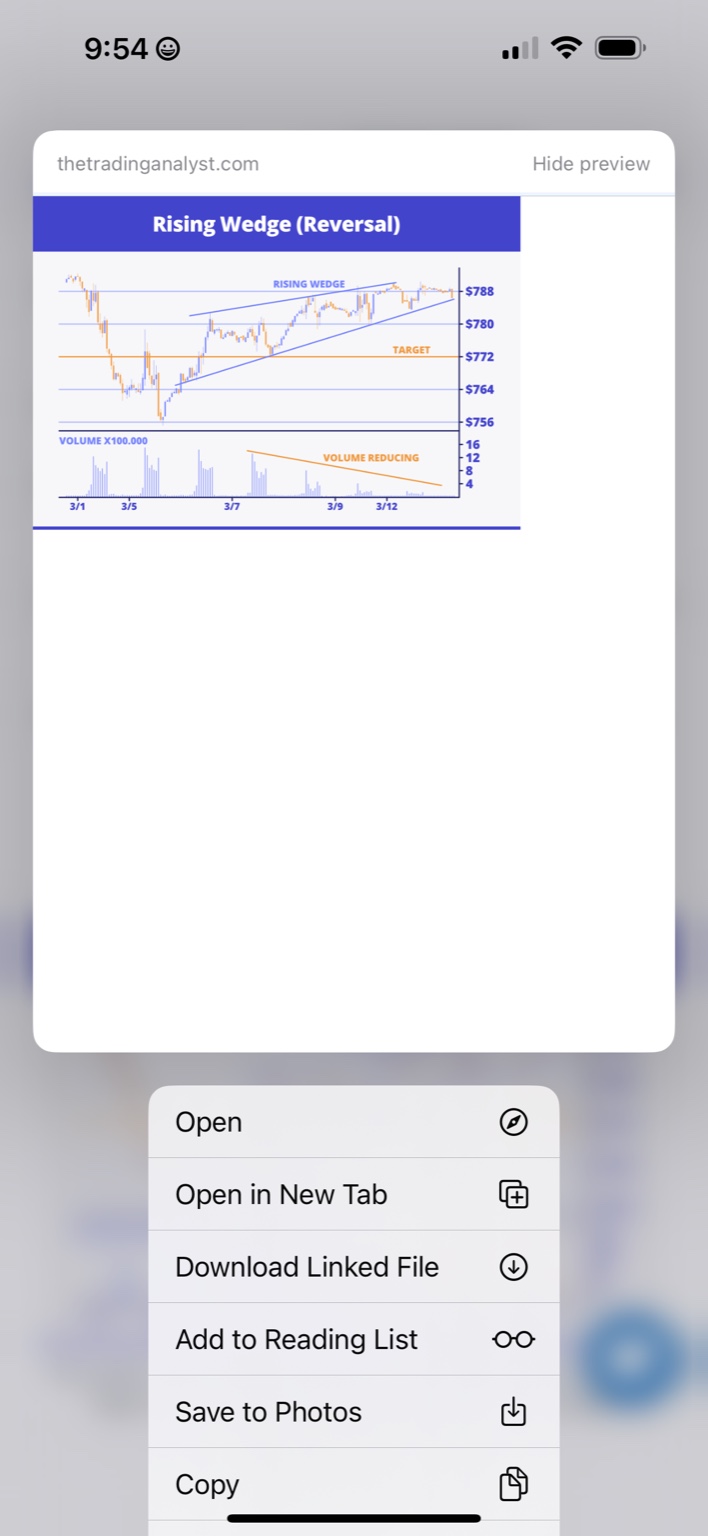 9:54
thetradinganalyst.com Hide preview
Rising Wedge (Reversal)
RISING WEDGE
$788
$780
TARGET
$772
$764
$756
VOLUME X100.000
16
VOLUME REDUCING
12
8
4
3/1 3/5 3/7 3/9 3/12
Open
Open in New Tab
Download Linked File
Add to Reading List
Save to Photos
Copy